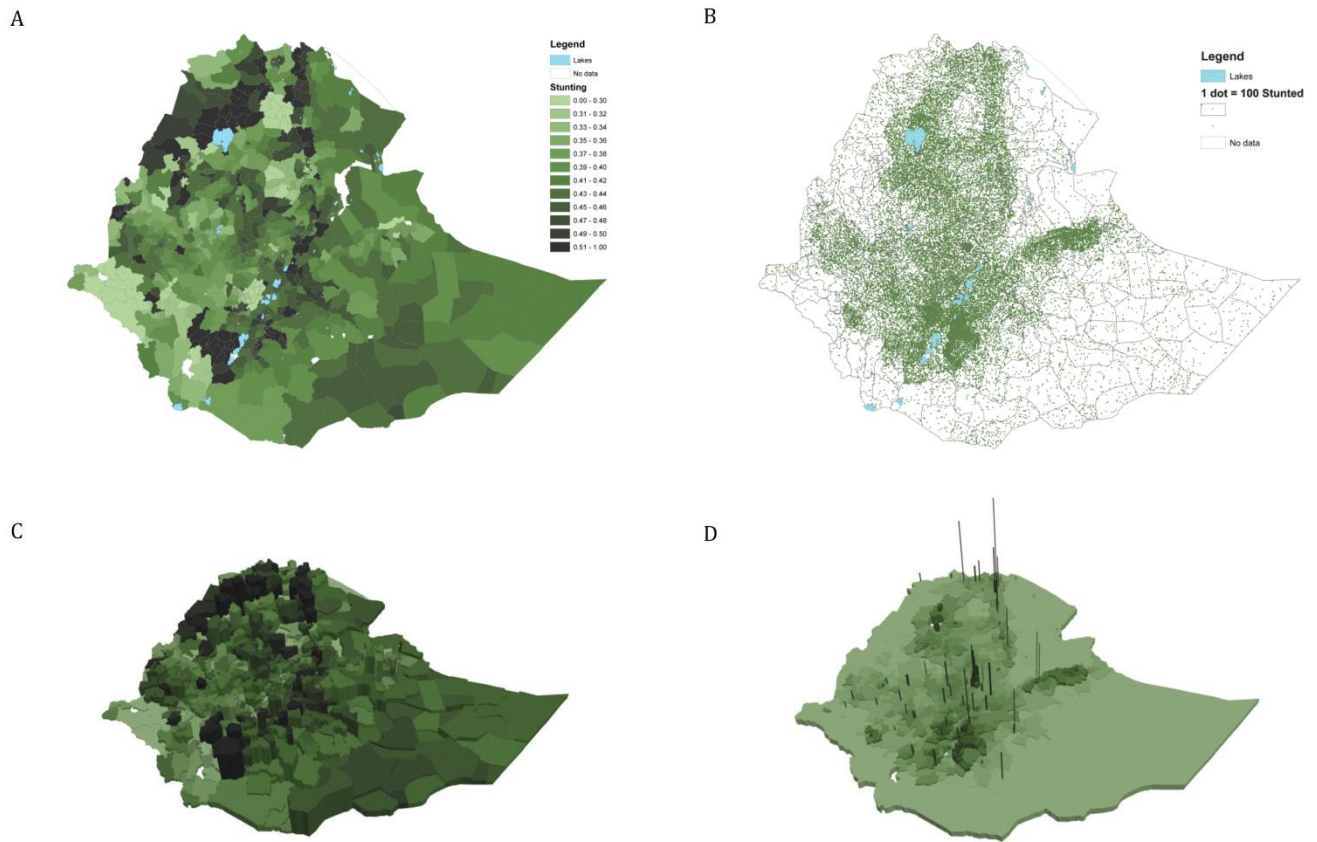 A
Legend
Lakes
No data
Stunting
0.00 - 0.30
0.31 - 0.32
0.33 - 0.34
0.35 - 0.36
0.37 - 0.38
0.39 - 0.40
0.41 - 0.42
0.43 - 0.44
0.45 - 0.46
0.47 - 0.48
0.49 - 0.50
0.51 - 1.00
B
Legend
Lakes
1 dot = 100 Stunted
No data
C
D